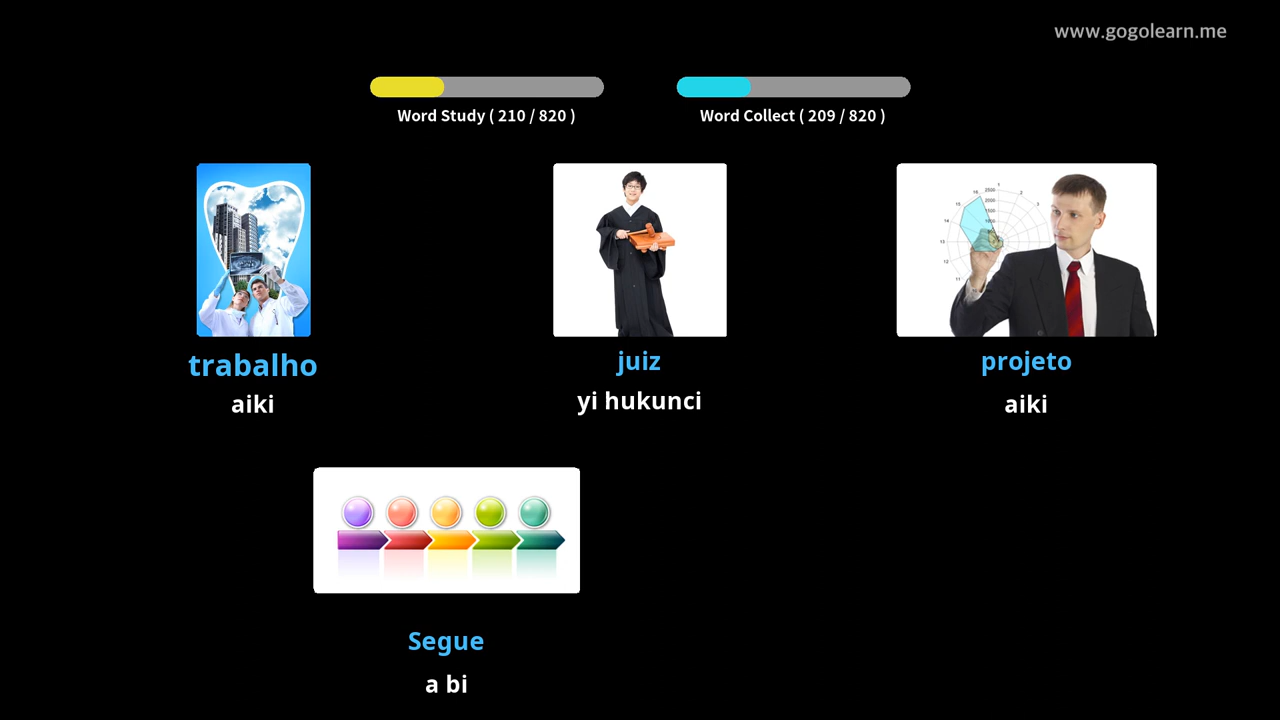 www.gogolearn.me
Word Study ( 210 / 820 )
Word Collect ( 209 / 820 )
trabalho
aiki
juiz
yi hukunci
projeto
aiki
Segue
a bi